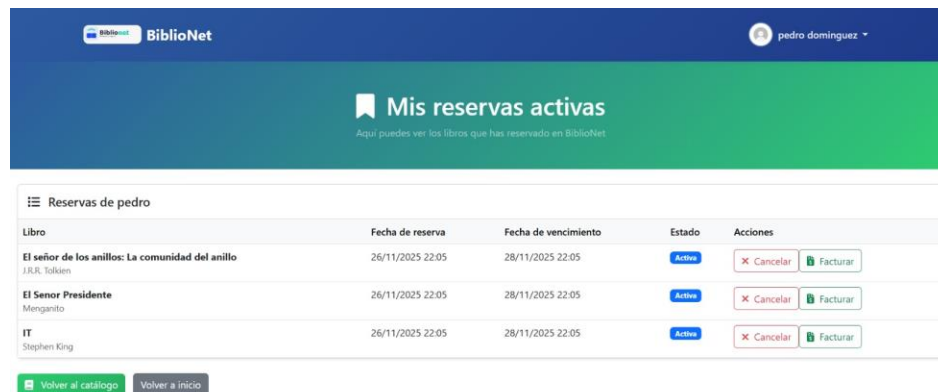 Biblionet BiblioNet pedro dominguez
Mis reservas activas
Aquí puedes ver los libros que has reservado en BiblioNet
Reservas de pedro
Libro Fecha de reserva Fecha de vencimiento Estado Acciones
El señor de los anillos: La comunidad del anillo 26/11/2025 22:05 28/11/2025 22:05 Activa Cancelar Facturar
J.R.R. Tolkien
El Senor Presidente 26/11/2025 22:05 28/11/2025 22:05 Activa Cancelar Facturar
Menganito
IT 26/11/2025 22:05 28/11/2025 22:05 Activa Cancelar Facturar
Stephen King
Volver al catálogo Volver a inicio